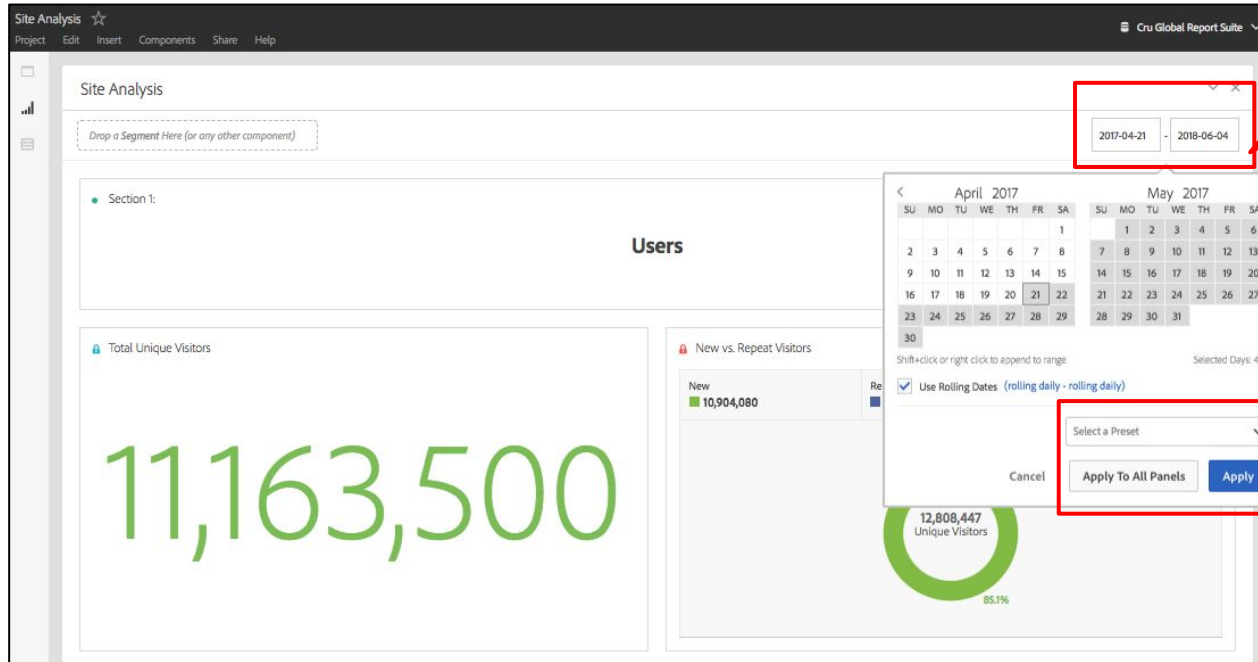 Site Analysis
Project Edit Insert Components Share Help
Cru Global Report Suite
Site Analysis
Drop a Segment Here (or any other component)
2017-04-21 - 2018-06-04
Section 1:
Users
April 2017
SU MO TU WE TH FR SA
1
2 3 4 5 6 7 8
9 10 11 12 13 14 15
16 17 18 19 20 21 22
23 24 25 26 27 28 29
30
May 2017
SU MO TU WE TH FR SA
1 2 3 4 5 6
7 8 9 10 11 12 13
14 15 16 17 18 19 20
21 22 23 24 25 26 27
28 29 30 31
Shift+click or right click to append to range.
Selected Days: 4
Use Rolling Dates (rolling daily - rolling daily)
Select a Preset
Cancel Apply To All Panels Apply
Total Unique Visitors
11,163,500
New vs. Repeat Visitors
New
10,904,080
Re
12,808,447
Unique Visitors
85.1%